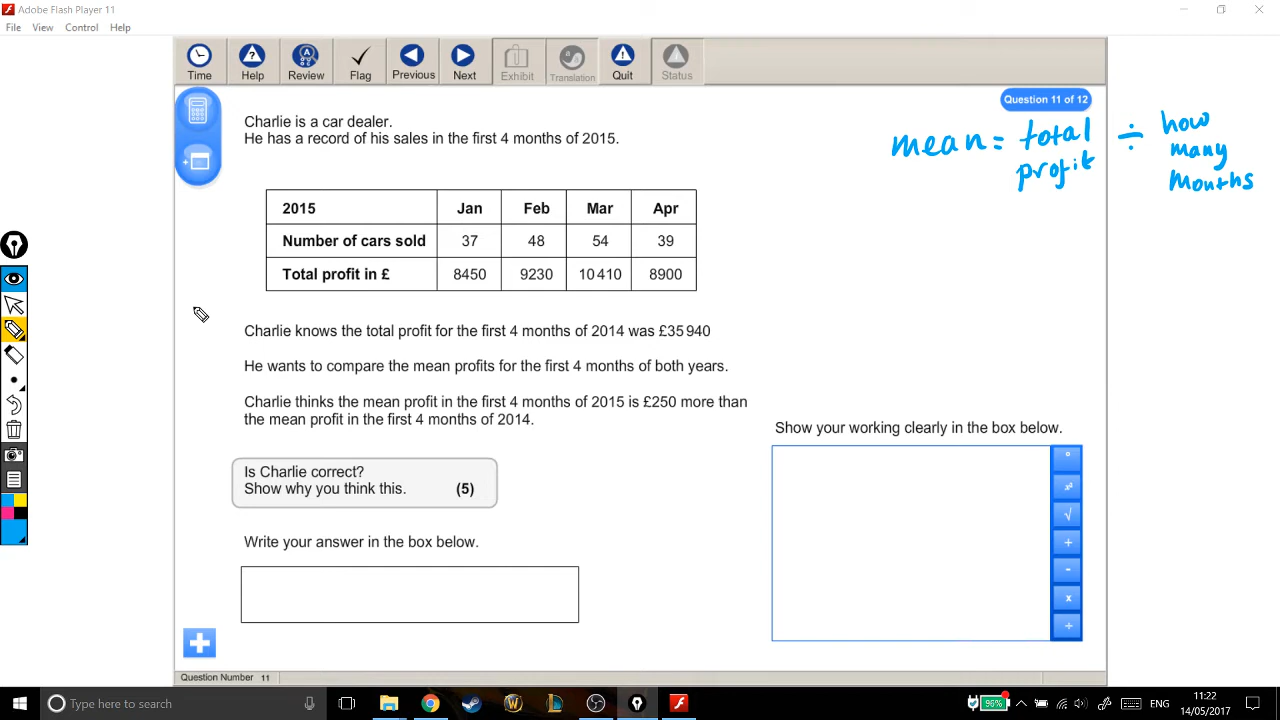 Adobe Flash Player 11
File View Control Help
Time Help Review Flag Previous Next Exhibit Translation Quit Status
Question 11 of 12
Charlie is a car dealer.
He has a record of his sales in the first 4 months of 2015.
mean = total profit ÷ how many months
2015 Jan Feb Mar Apr
Number of cars sold 37 48 54 39
Total profit in £ 8450 9230 10 410 8900
Charlie knows the total profit for the first 4 months of 2014 was £35 940
He wants to compare the mean profits for the first 4 months of both years.
Charlie thinks the mean profit in the first 4 months of 2015 is £250 more than
the mean profit in the first 4 months of 2014.
Show your working clearly in the box below.
Is Charlie correct?
Show why you think this. (5)
Write your answer in the box below.
° x² √ + - x ÷
Question Number 11
Type here to search
96% ENG 11:22
14/05/2017